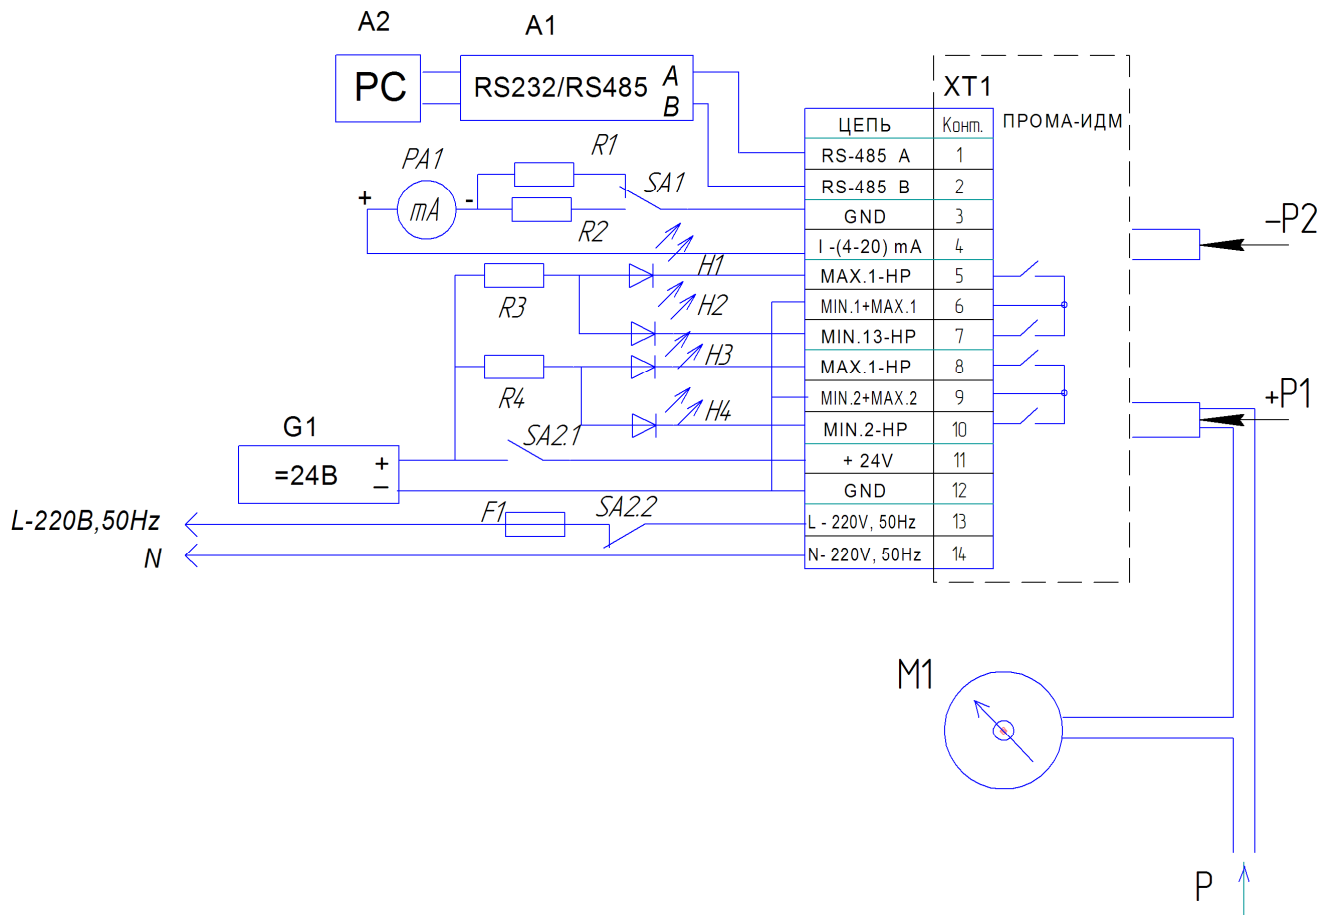 A2
A1
PC
RS232/RS485
A
B
XT1
ПРОМА-ИДМ
ЦЕПЬ Конт.
RS-485 A 1
RS-485 B 2
GND 3
I -(4-20) mA 4
MAX.1-HP 5
MIN.1+MAX.1 6
MIN.13-HP 7
MAX.1-HP 8
MIN.2+MAX.2 9
MIN.2-HP 10
+ 24V 11
GND 12
L - 220V, 50Hz 13
N- 220V, 50Hz 14
PA1
+
mA
-
R1
R2
SA1
H1
R3
H2
H3
R4
H4
G1
=24В
+
–
SA2.1
L-220В,50Hz
F1
SA2.2
N
–P2
+P1
M1
P